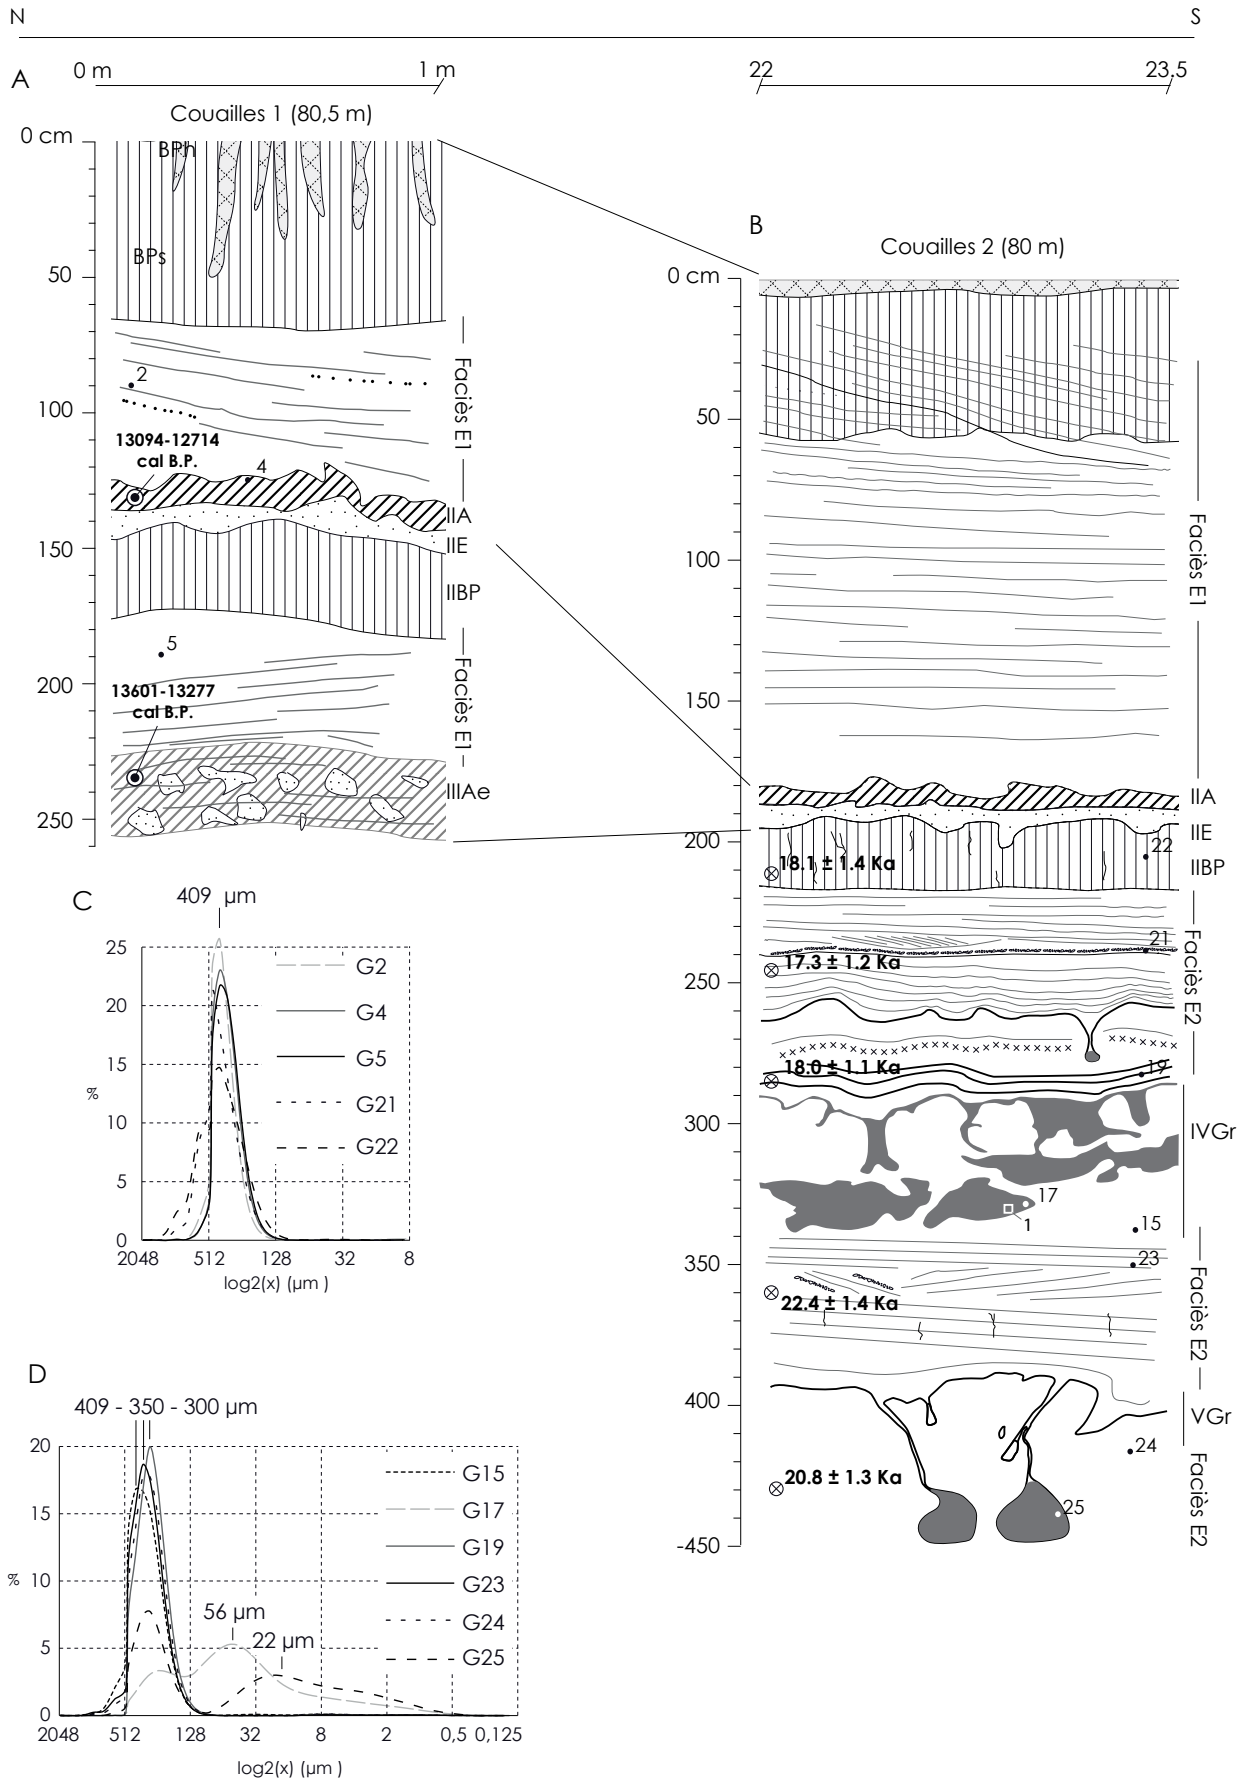 N
S
A
0 m
1 m
22
23.5
Couailles 1 (80,5 m)
0 cm
BPh
BPs
50
2
100
13094-12714
cal B.P.
4
Faciès E1
IIA
150
IIE
IIBP
5
200
13601-13277
cal B.P.
Faciès E1
IIIAe
250
B
Couailles 2 (80 m)
0 cm
50
100
Faciès E1
150
IIA
200
IIE
22
18.1 ± 1.4 Ka
IIBP
21
17.3 ± 1.2 Ka
250
Faciès E2
18.0 ± 1.1 Ka
19
300
IVGr
17
1
15
23
350
22.4 ± 1.4 Ka
Faciès E2
400
VGr
24
20.8 ± 1.3 Ka
25
Faciès E2
-450
C
409 µm
25
20
15
%
10
5
0
2048
512
128
32
8
log2(x) (µm )
G2
G4
G5
G21
G22
D
409 - 350 - 300 µm
20
15
%
10
5
0
56 µm
22 µm
G15
G17
G19
G23
G24
G25
2048
512
128
32
8
2
0,5
0,125
log2(x) (µm )